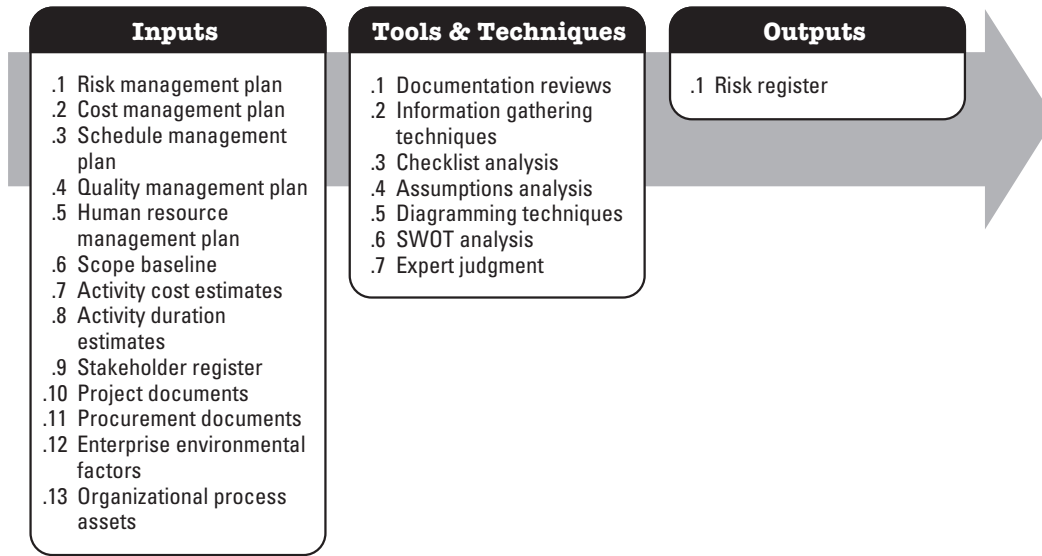 Inputs
.1 Risk management plan
.2 Cost management plan
.3 Schedule management
plan
.4 Quality management plan
.5 Human resource
management plan
.6 Scope baseline
.7 Activity cost estimates
.8 Activity duration
estimates
.9 Stakeholder register
.10 Project documents
.11 Procurement documents
.12 Enterprise environmental
factors
.13 Organizational process
assets
Tools & Techniques
.1 Documentation reviews
.2 Information gathering
techniques
.3 Checklist analysis
.4 Assumptions analysis
.5 Diagramming techniques
.6 SWOT analysis
.7 Expert judgment
Outputs
.1 Risk register